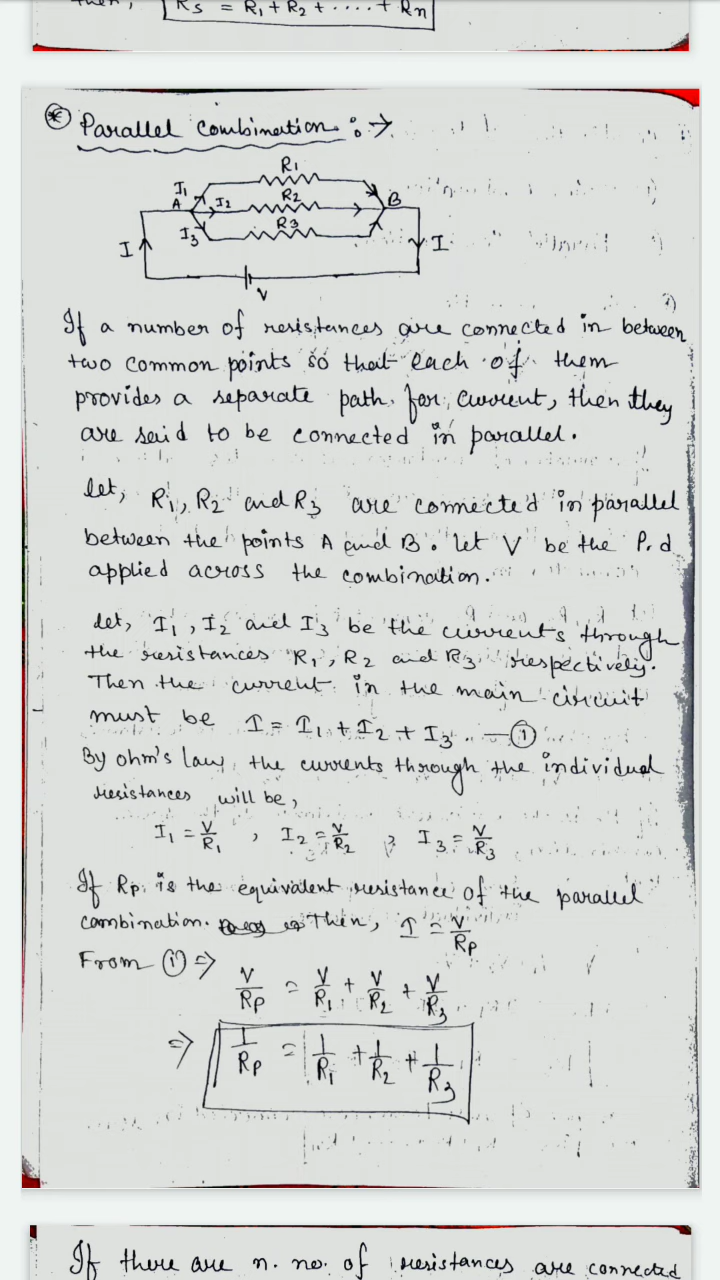 then, Rs = R1 + R2 + ..... + Rn
* Parallel combination :→
R1
I1
A
I2
R2
B
R3
I3
I
I
V
If a number of resistances are connected in between
two common points so that each of them
provides a separate path for current, then they
are said to be connected in parallel.
let, R1, R2 and R3 are connected in parallel
between the points A and B. let V be the P.d
applied across the combination.
let, I1, I2 and I3 be the currents through
the resistances R1, R2 and R3 respectively.
Then the current in the main circuit
must be I = I1 + I2 + I3. —①
By ohm's law, the currents through the individual
resistances will be,
I1 = V/R1 , I2 = V/R2 , I3 = V/R3
If Rp is the equivalent resistance of the parallel
combination. Then, I = V/Rp
From ① ⇒
V/Rp = V/R1 + V/R2 + V/R3
⇒ 1/Rp = 1/R1 + 1/R2 + 1/R3
If there are n. no. of resistances are connected